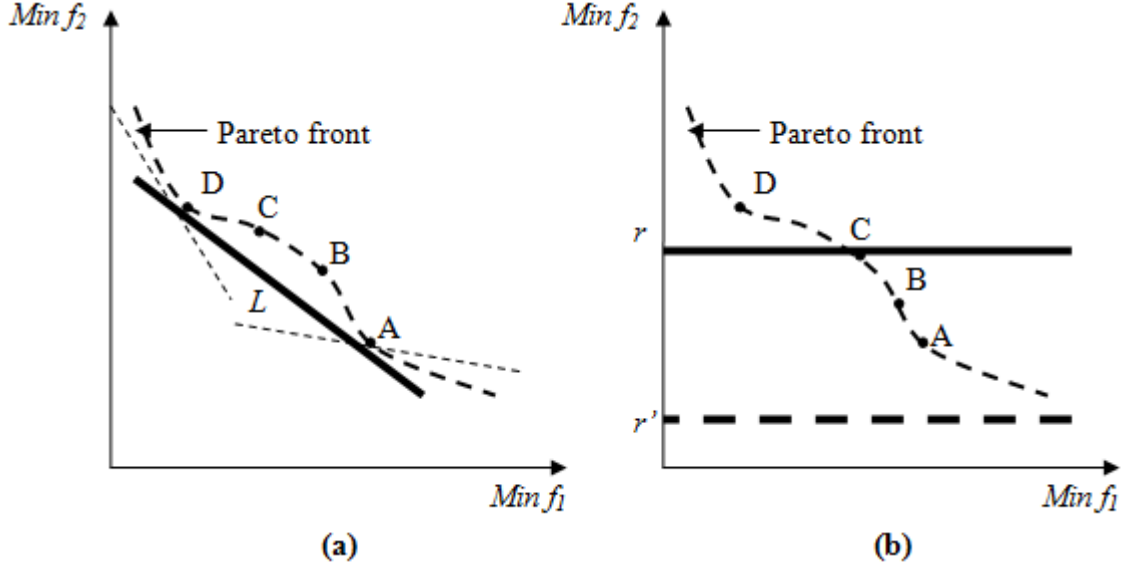 Min f₂
Pareto front
D
C
B
L
A
Min f₁
(a)
Min f₂
Pareto front
D
r
C
B
A
r'
Min f₁
(b)